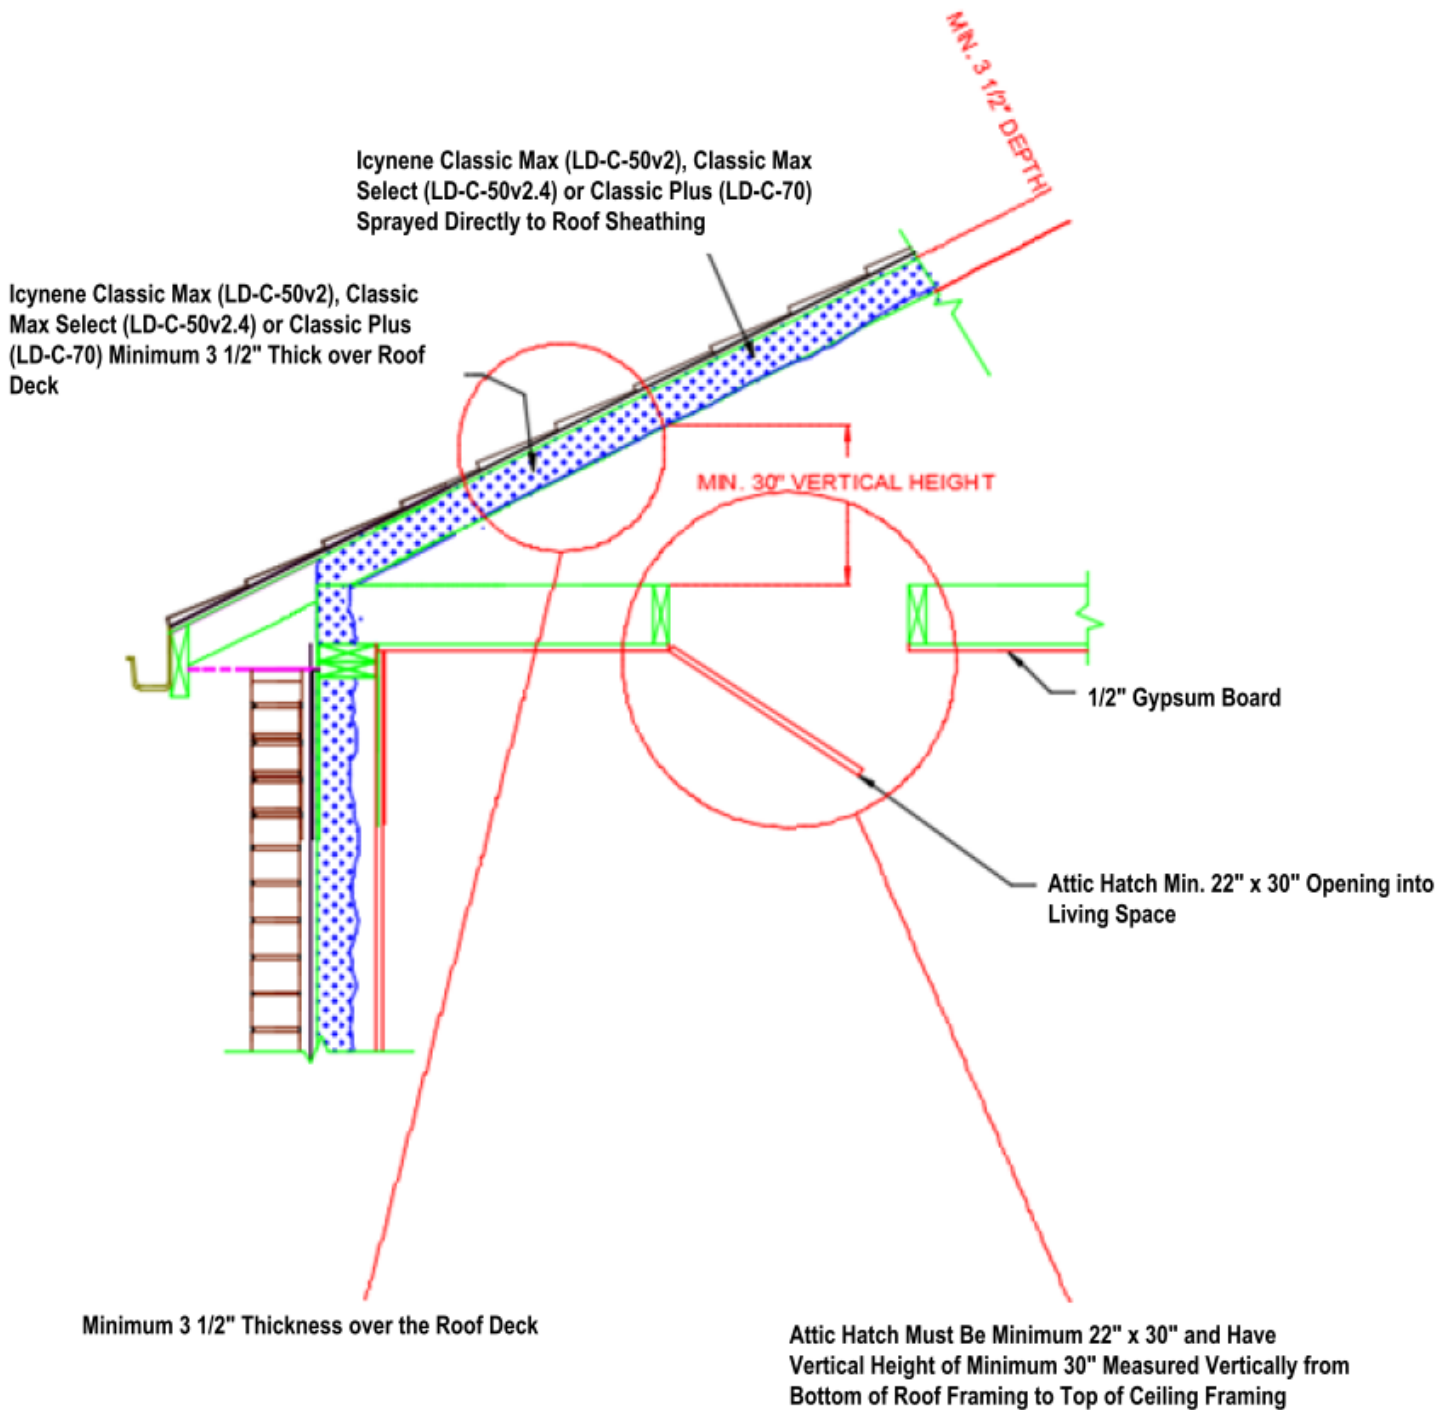 MIN. 3 1/2" DEPTH
Icynene Classic Max (LD-C-50v2), Classic Max
Select (LD-C-50v2.4) or Classic Plus (LD-C-70)
Sprayed Directly to Roof Sheathing
Icynene Classic Max (LD-C-50v2), Classic
Max Select (LD-C-50v2.4) or Classic Plus
(LD-C-70) Minimum 3 1/2" Thick over Roof
Deck
MIN. 30" VERTICAL HEIGHT
1/2" Gypsum Board
Attic Hatch Min. 22" x 30" Opening into
Living Space
Minimum 3 1/2" Thickness over the Roof Deck
Attic Hatch Must Be Minimum 22" x 30" and Have
Vertical Height of Minimum 30" Measured Vertically from
Bottom of Roof Framing to Top of Ceiling Framing